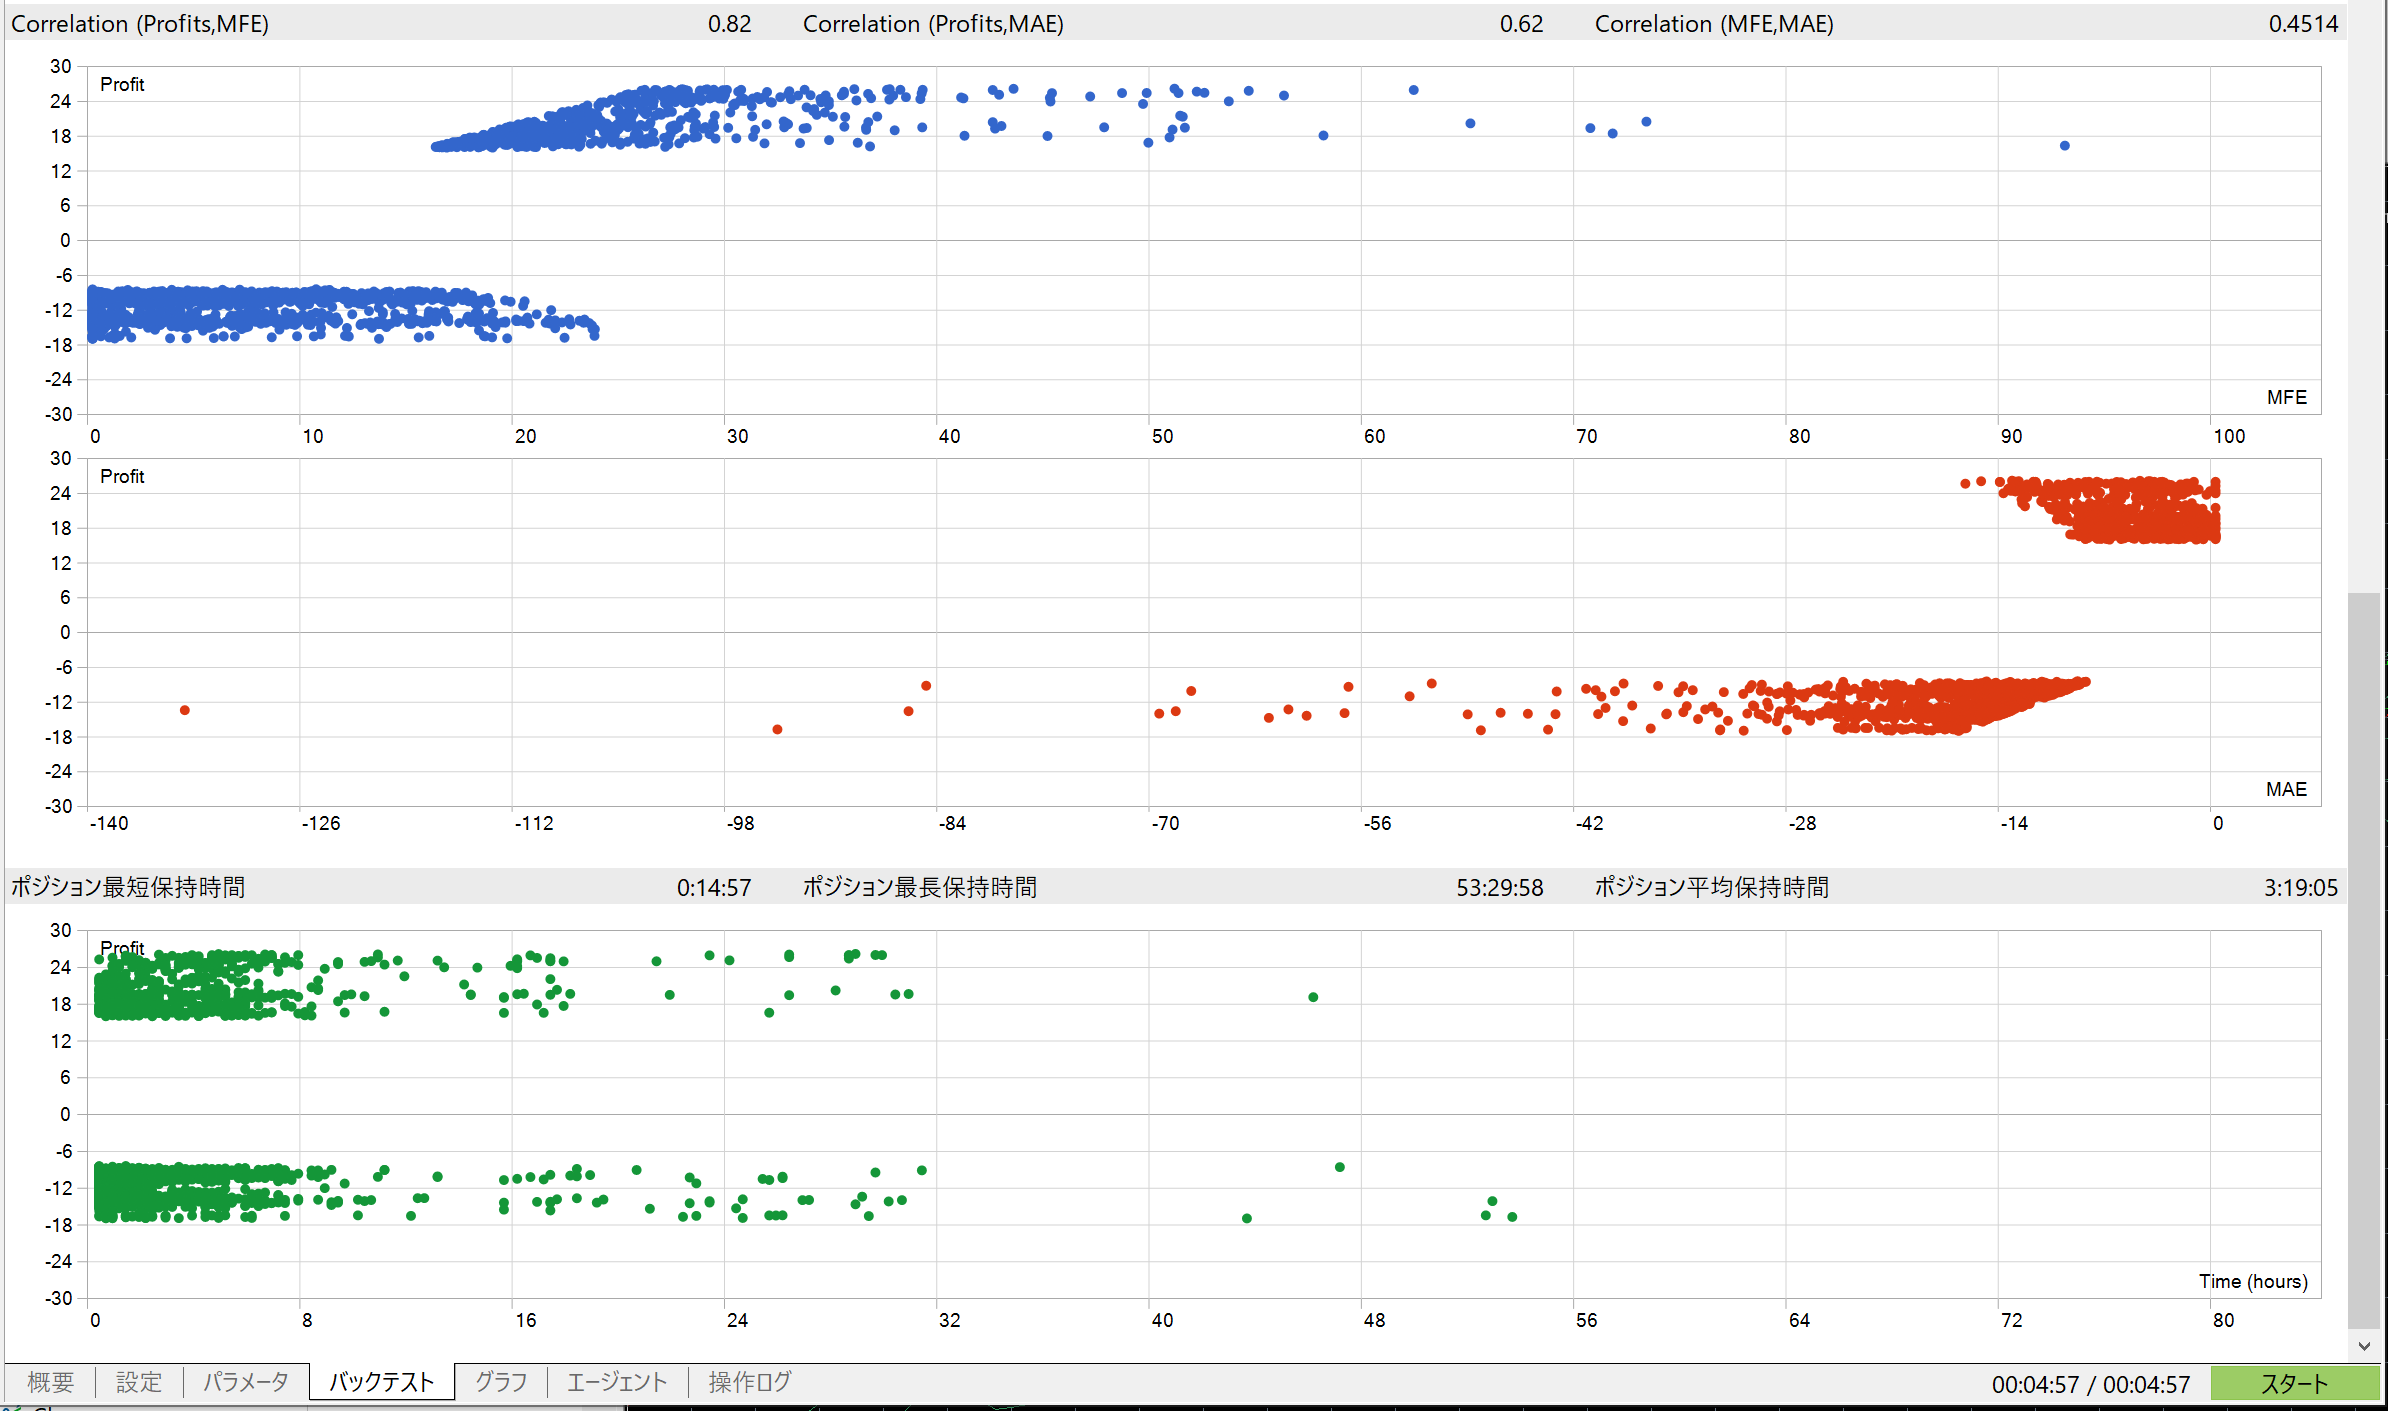 Correlation (Profits,MFE) 0.82 Correlation (Profits,MAE) 0.62 Correlation (MFE,MAE) 0.4514
30
Profit
24
18
12
6
0
-6
-12
-18
-24
MFE
-30
0 10 20 30 40 50 60 70 80 90 100
30
Profit
24
18
12
6
0
-6
-12
-18
-24
MAE
-30
-140 -126 -112 -98 -84 -70 -56 -42 -28 -14 0
ポジション最短保持時間 0:14:57 ポジション最長保持時間 53:29:58 ポジション平均保持時間 3:19:05
30
Profit
24
18
12
6
0
-6
-12
-18
-24
Time (hours)
-30
0 8 16 24 32 40 48 56 64 72 80
概要 設定 パラメータ バックテスト グラフ エージェント 操作ログ 00:04:57 / 00:04:57 スタート